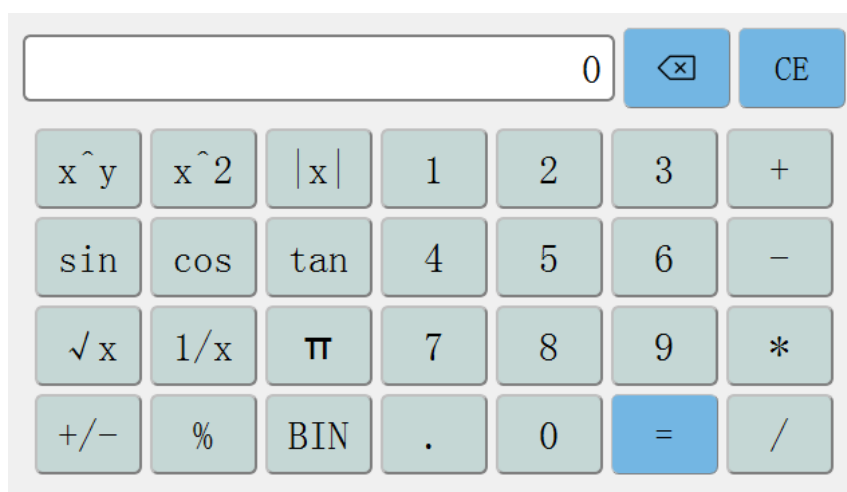 0 ⌫ CE
x^y x^2 |x| 1 2 3 +
sin cos tan 4 5 6 -
√x 1/x π 7 8 9 *
+/- % BIN . 0 = /